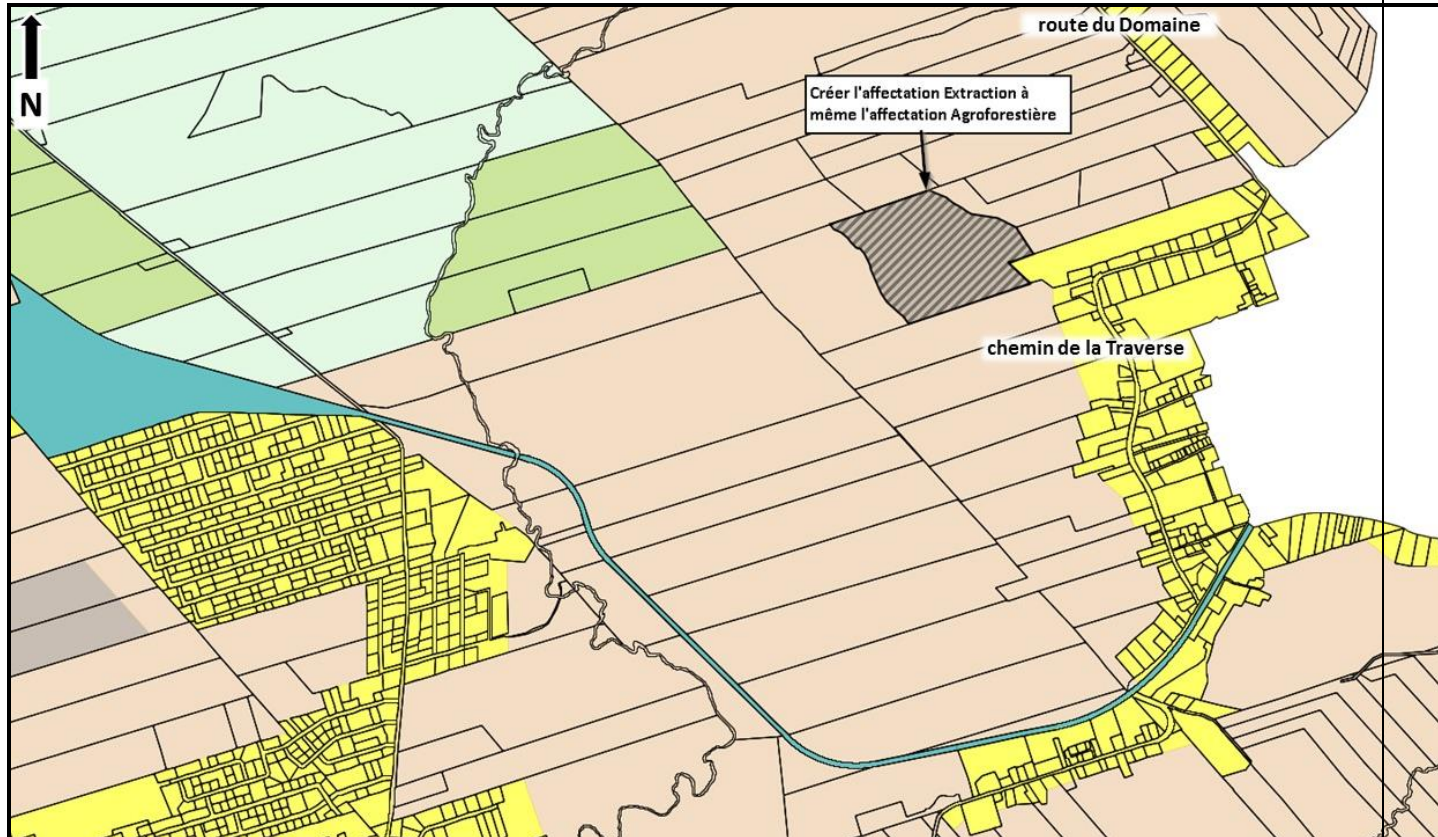 route du Domaine
N
Créer l'affectation Extraction à
même l'affectation Agroforestière
chemin de la Traverse